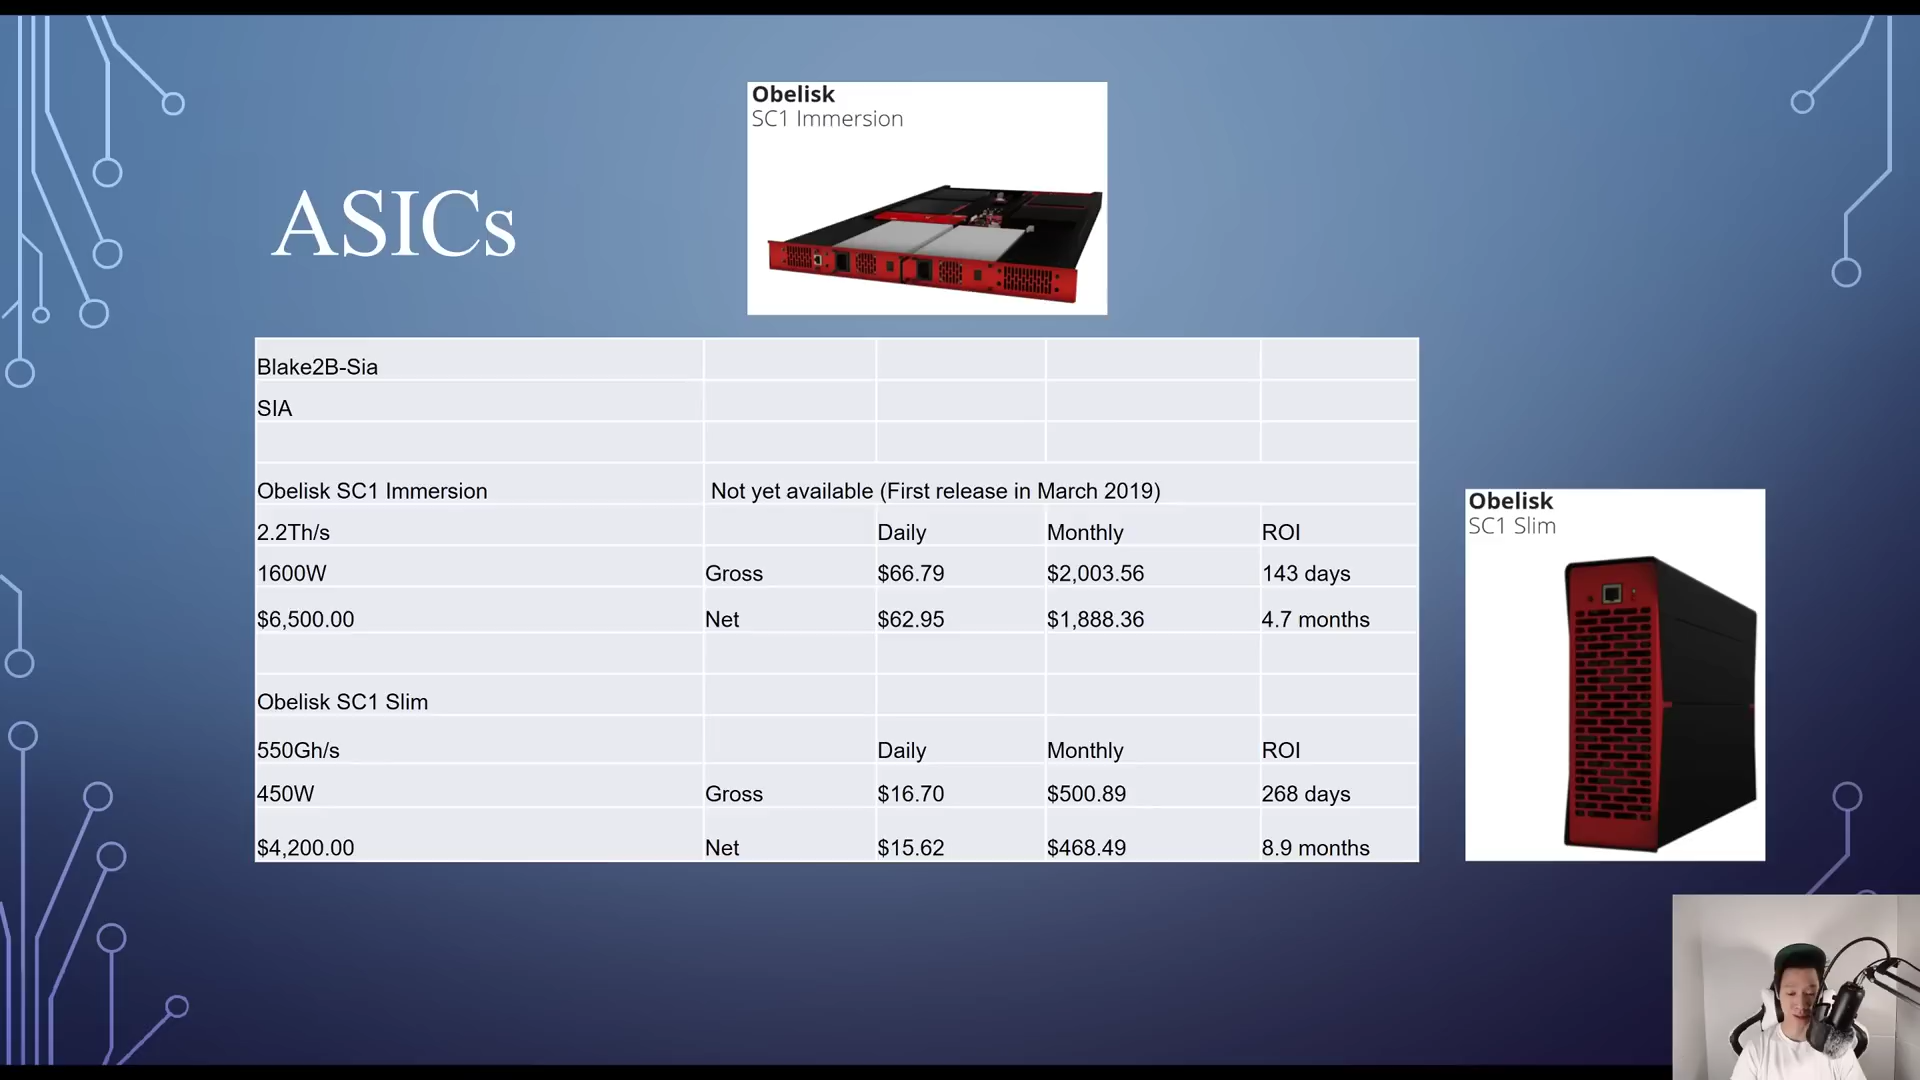 Obelisk
SC1 Immersion
ASICs
Blake2B-Sia
SIA
Obelisk SC1 Immersion Not yet available (First release in March 2019)
2.2Th/s Daily Monthly ROI
1600W Gross $66.79 $2,003.56 143 days
$6,500.00 Net $62.95 $1,888.36 4.7 months
Obelisk SC1 Slim
550Gh/s Daily Monthly ROI
450W Gross $16.70 $500.89 268 days
$4,200.00 Net $15.62 $468.49 8.9 months
Obelisk
SC1 Slim